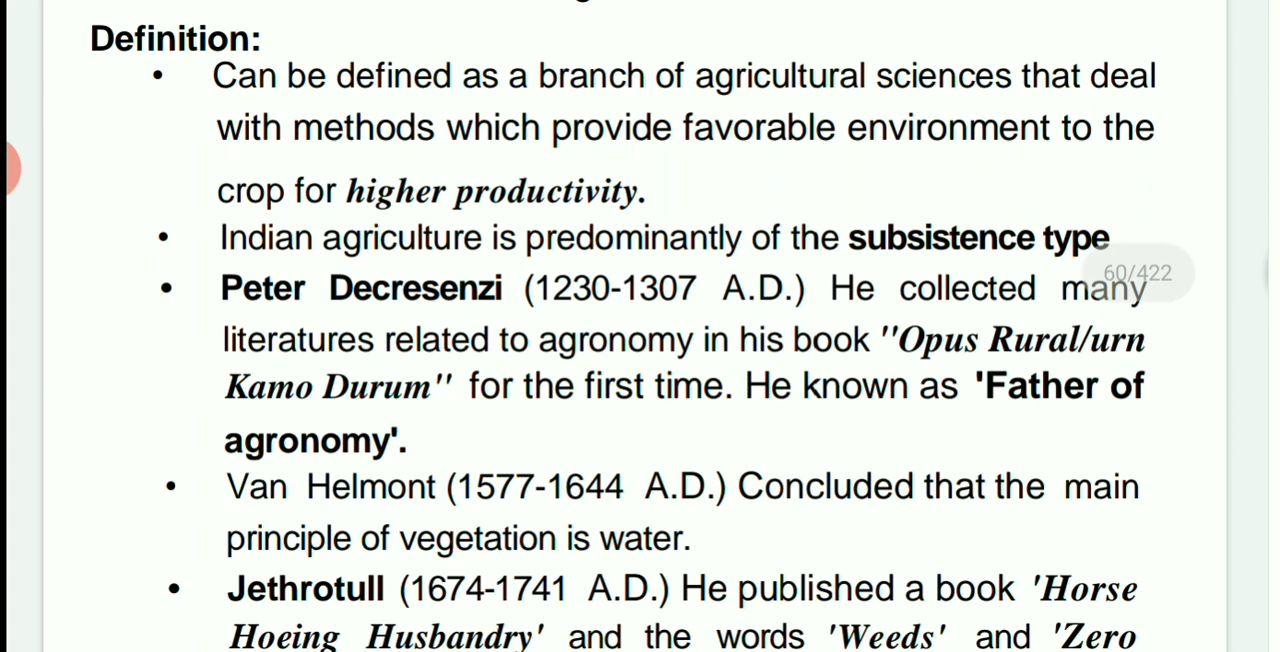 Definition:
• Can be defined as a branch of agricultural sciences that deal
with methods which provide favorable environment to the
crop for higher productivity.
• Indian agriculture is predominantly of the subsistence type
60/422
• Peter Decresenzi (1230-1307 A.D.) He collected many
literatures related to agronomy in his book "Opus Rural/urn
Kamo Durum" for the first time. He known as 'Father of
agronomy'.
• Van Helmont (1577-1644 A.D.) Concluded that the main
principle of vegetation is water.
• Jethrotull (1674-1741 A.D.) He published a book 'Horse
Hoeing Husbandry' and the words 'Weeds' and 'Zero